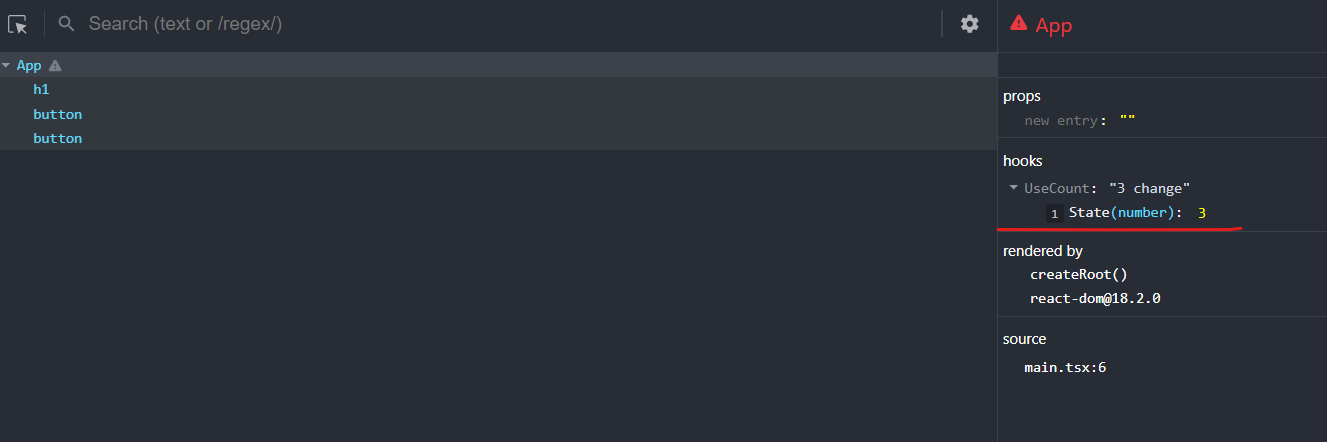 Search (text or /regex/)
App
h1
button
button
App
props
new entry: ""
hooks
UseCount: "3 change"
1 State(number): 3
rendered by
createRoot()
react-dom@18.2.0
source
main.tsx:6